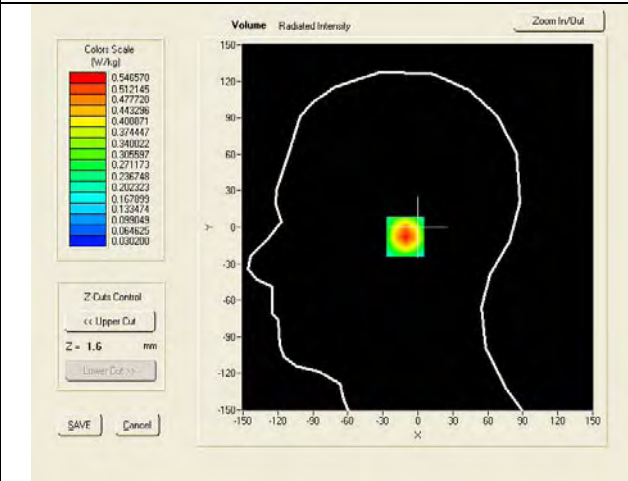 Volume Radiated Intensity
Zoom In/Out
Colors Scale
(W/kg)
0.546570
0.512145
0.477720
0.443296
0.408871
0.374447
0.340022
0.305597
0.271173
0.236748
0.202323
0.167899
0.133474
0.099049
0.064625
0.030200
Z Cuts Control
<< Upper Cut
Z = 1.6 mm
Lower Cut >>
SAVE Cancel
150-
120-
90-
60-
30-
0-
-30-
-60-
-90-
-120-
-150-
Y
-150 -120 -90 -60 -30 0 30 60 90 120 150
X